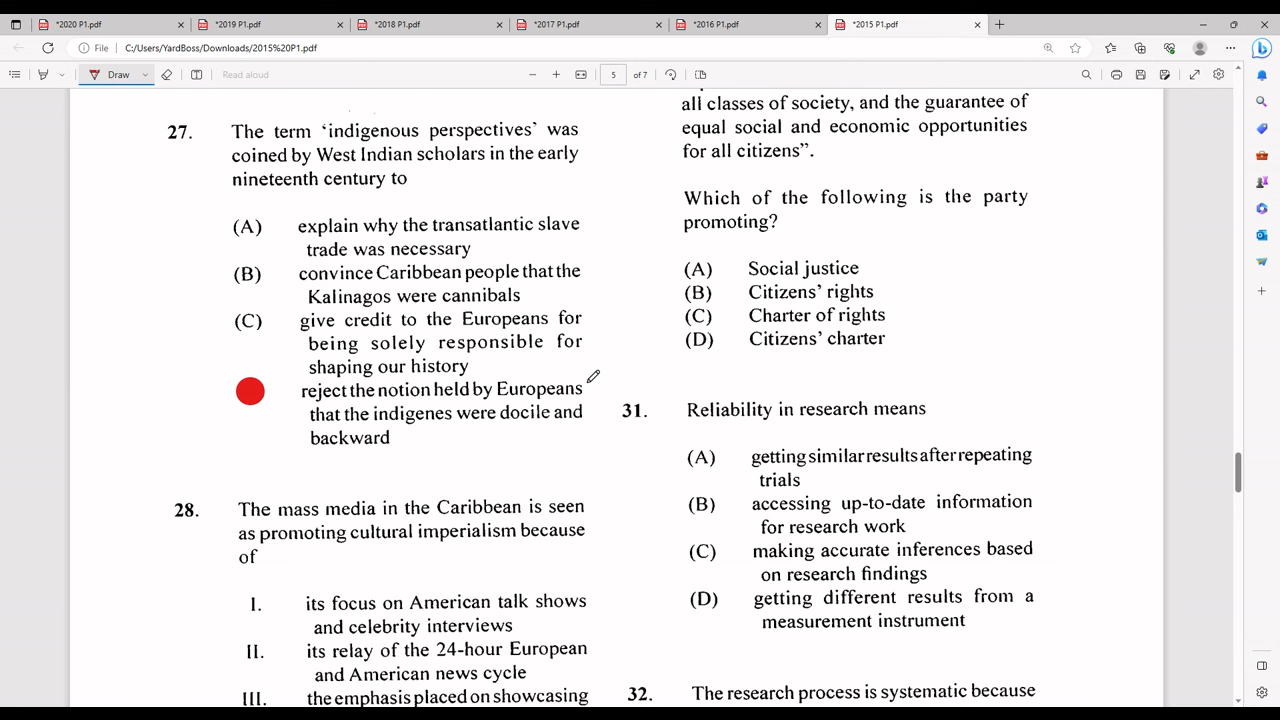 *2020 P1.pdf
*2019 P1.pdf
*2018 P1.pdf
*2017 P1.pdf
*2016 P1.pdf
*2015 P1.pdf
File
C:/Users/YardBoss/Downloads/2015%20P1.pdf
Draw
Read aloud
5 of 7
27. The term ‘indigenous perspectives’ was
coined by West Indian scholars in the early
nineteenth century to
(A) explain why the transatlantic slave
trade was necessary
(B) convince Caribbean people that the
Kalinagos were cannibals
(C) give credit to the Europeans for
being solely responsible for
shaping our history
reject the notion held by Europeans
that the indigenes were docile and
backward
28. The mass media in the Caribbean is seen
as promoting cultural imperialism because
of
I. its focus on American talk shows
and celebrity interviews
II. its relay of the 24-hour European
and American news cycle
III. the emphasis placed on showcasing
all classes of society, and the guarantee of
equal social and economic opportunities
for all citizens”.
Which of the following is the party
promoting?
(A) Social justice
(B) Citizens’ rights
(C) Charter of rights
(D) Citizens’ charter
31. Reliability in research means
(A) getting similar results after repeating
trials
(B) accessing up-to-date information
for research work
(C) making accurate inferences based
on research findings
(D) getting different results from a
measurement instrument
32. The research process is systematic because